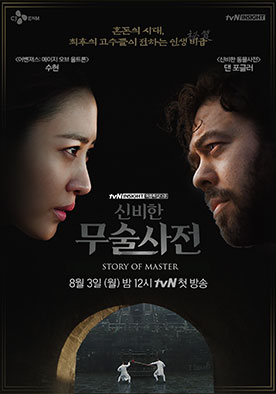 CJ ENM
tvN INSIGHT
혼돈의 시대,
최후의 고수들이 전하는 인생 비급
<어벤져스: 에이지 오브 울트론>
수현
<신비한 동물사전>
댄 포글러
tvN INSIGHT
신비한
무술사전
STORY OF MASTER
8월 3일 (월) 밤 12시 tvN 첫 방송